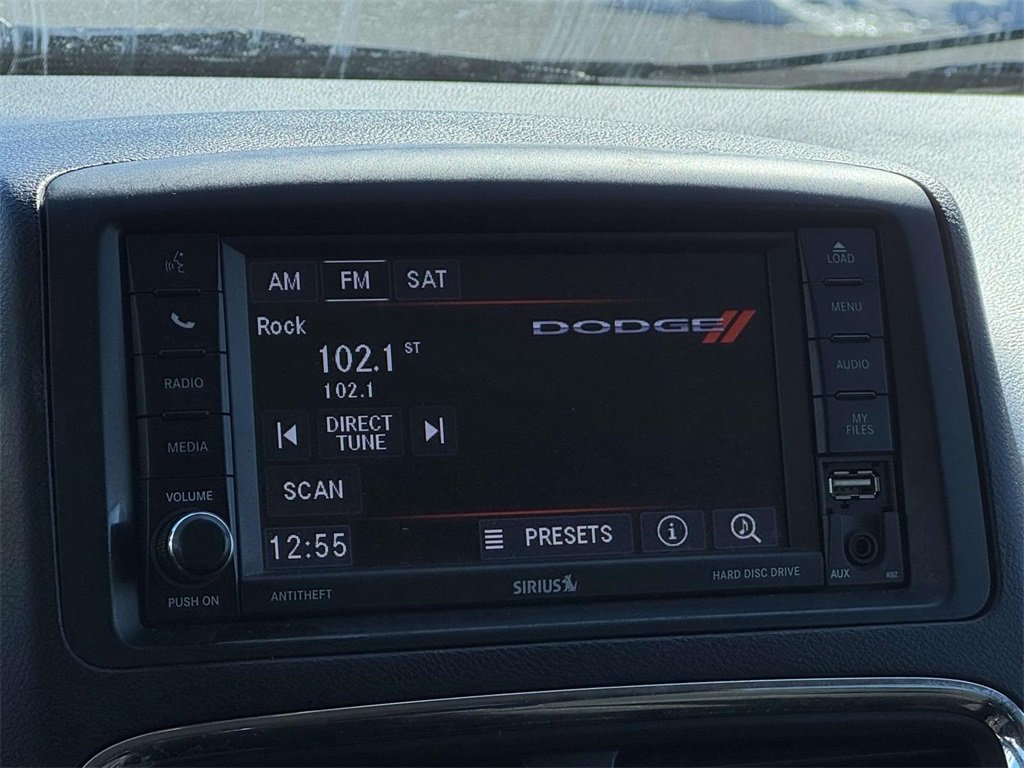 AM FM SAT
Rock
DODGE
102.1 ST
102.1
DIRECT
TUNE
SCAN
12:55
PRESETS
RADIO
MEDIA
VOLUME
PUSH ON
LOAD
MENU
AUDIO
MY
FILES
AUX
RBZ
ANTITHEFT
SIRIUS
HARD DISC DRIVE